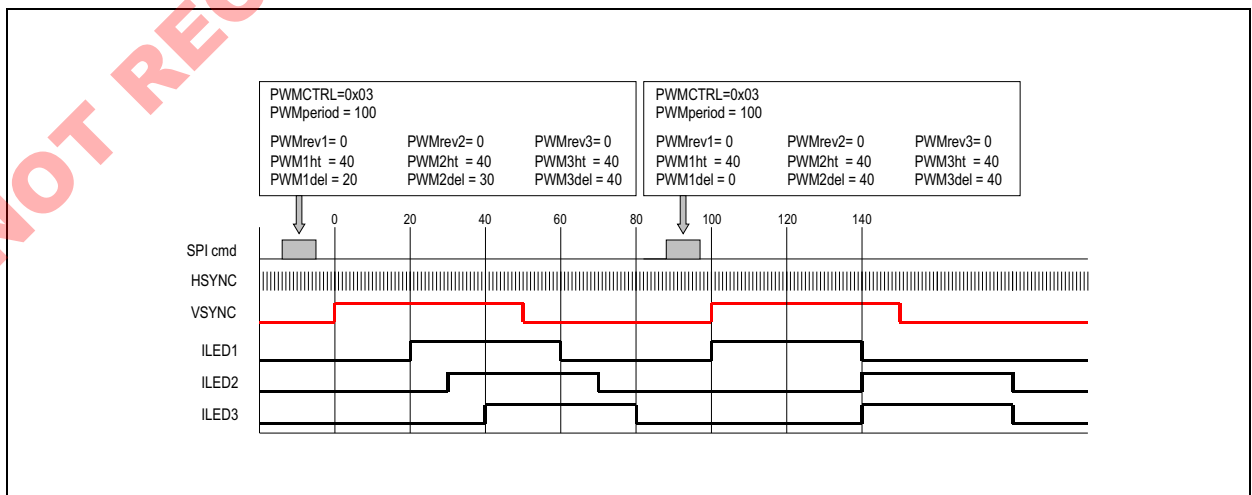 NOT REC
PWMCTRL=0x03
PWMperiod = 100
PWMrev1= 0 PWMrev2= 0 PWMrev3= 0
PWM1ht = 40 PWM2ht = 40 PWM3ht = 40
PWM1del = 20 PWM2del = 30 PWM3del = 40
PWMCTRL=0x03
PWMperiod = 100
PWMrev1= 0 PWMrev2= 0 PWMrev3= 0
PWM1ht = 40 PWM2ht = 40 PWM3ht = 40
PWM1del = 0 PWM2del = 40 PWM3del = 40
0 20 40 60 80 100 120 140
SPI cmd
HSYNC
VSYNC
ILED1
ILED2
ILED3